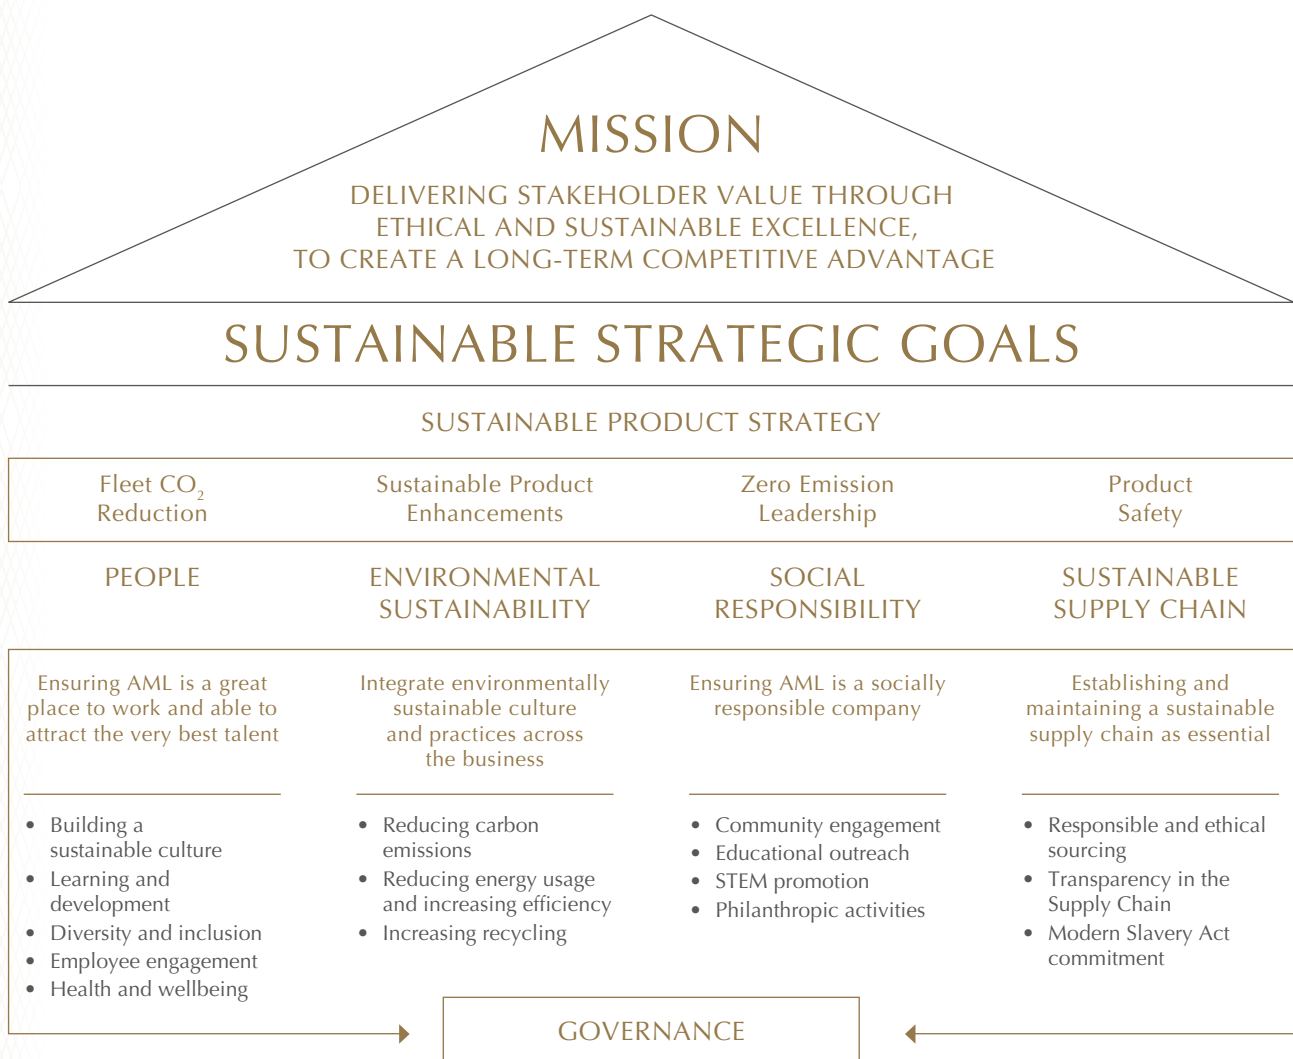 MISSION
DELIVERING STAKEHOLDER VALUE THROUGH
ETHICAL AND SUSTAINABLE EXCELLENCE,
TO CREATE A LONG-TERM COMPETITIVE ADVANTAGE
SUSTAINABLE STRATEGIC GOALS
SUSTAINABLE PRODUCT STRATEGY
Fleet CO₂
Reduction
Sustainable Product
Enhancements
Zero Emission
Leadership
Product
Safety
PEOPLE
ENVIRONMENTAL
SUSTAINABILITY
SOCIAL
RESPONSIBILITY
SUSTAINABLE
SUPPLY CHAIN
Ensuring AML is a great
place to work and able to
attract the very best talent
• Building a
sustainable culture
• Learning and
development
• Diversity and inclusion
• Employee engagement
• Health and wellbeing
Integrate environmentally
sustainable culture
and practices across
the business
• Reducing carbon
emissions
• Reducing energy usage
and increasing efficiency
• Increasing recycling
Ensuring AML is a socially
responsible company
• Community engagement
• Educational outreach
• STEM promotion
• Philanthropic activities
Establishing and
maintaining a sustainable
supply chain as essential
• Responsible and ethical
sourcing
• Transparency in the
Supply Chain
• Modern Slavery Act
commitment
GOVERNANCE